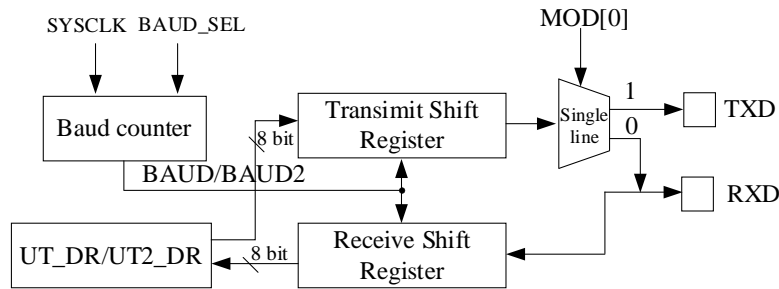 SYSCLK BAUD_SEL
MOD[0]
Baud counter
Transimit Shift
Register
8 bit
Single
line
1
0
TXD
BAUD/BAUD2
RXD
UT_DR/UT2_DR
8 bit
Receive Shift
Register